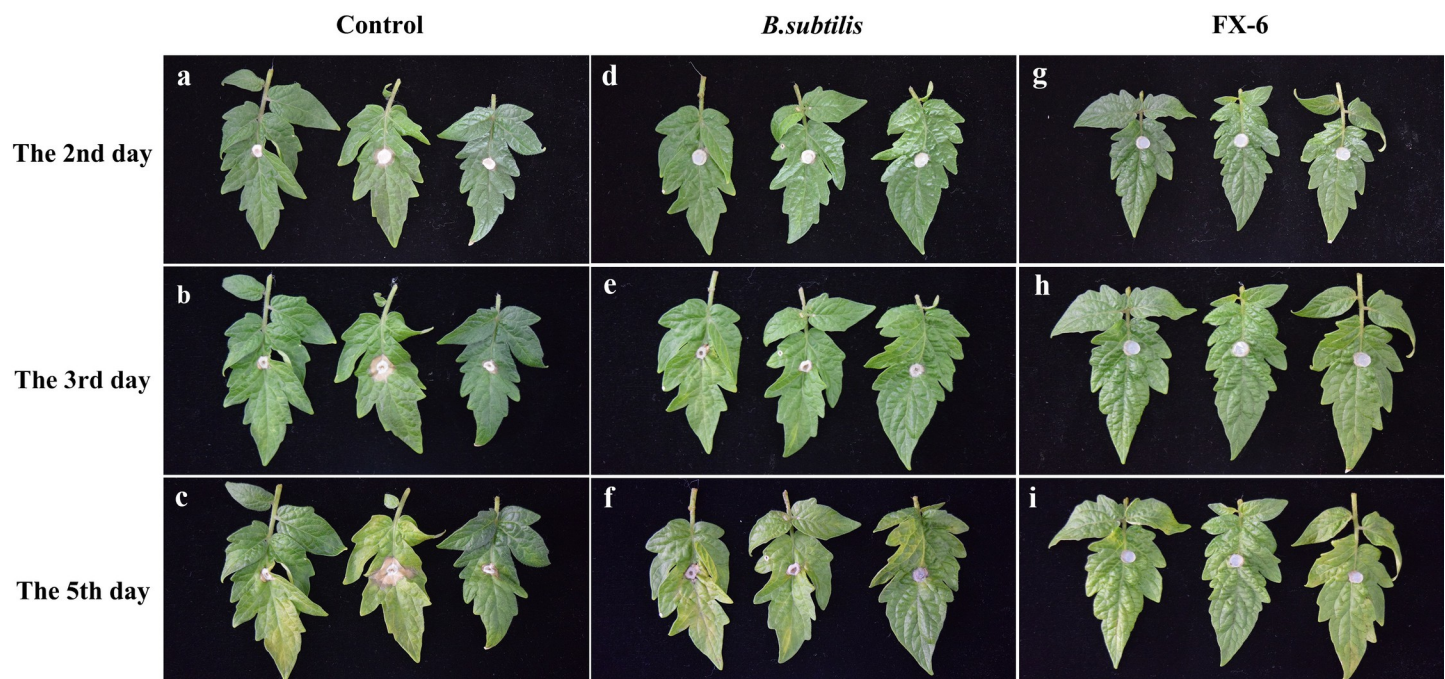 Control B.subtilis FX-6
The 2nd day a d g
The 3rd day b e h
The 5th day c f i